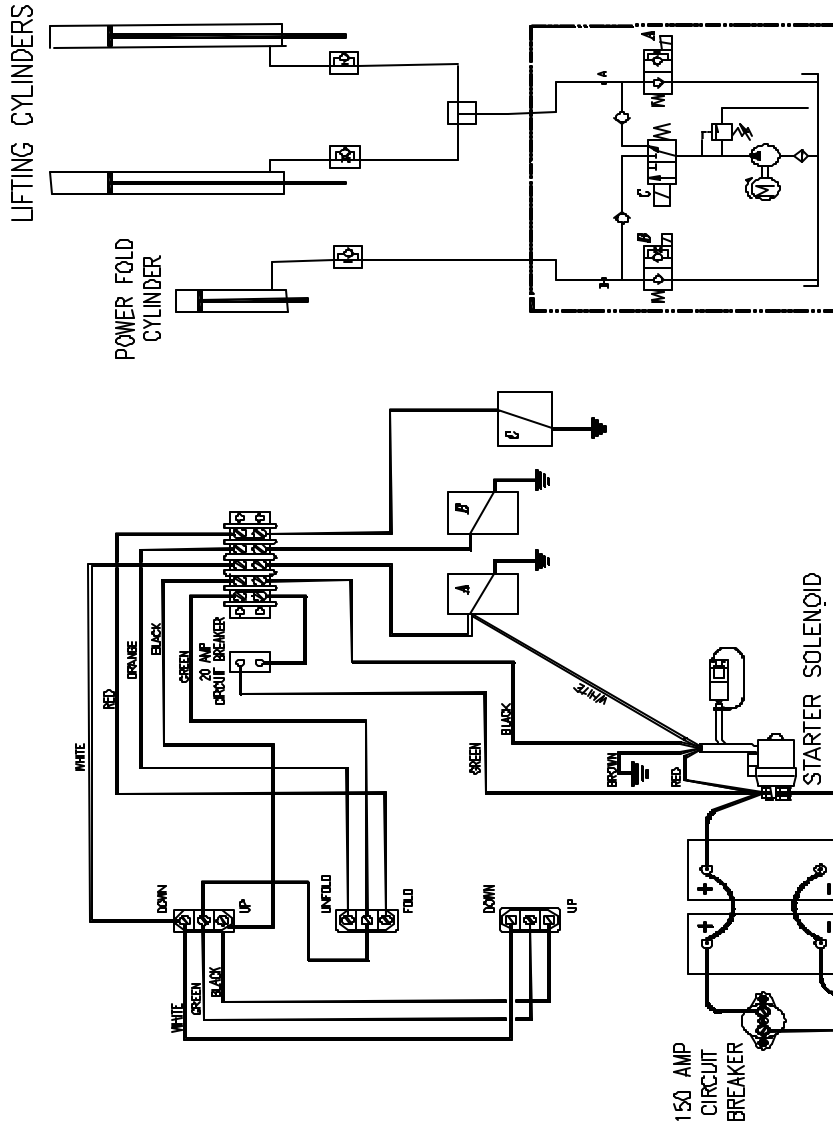 LIFTING CYLINDERS
POWER FOLD
CYLINDER
A
A
M
C
M
B
M
C
B
A
WHITE
RED
ORANGE
BLACK
GREEN
20 AMP
CIRCUIT BREAKER
WHITE
BLACK
GREEN
BROWN
RED
STARTER SOLENOID
DOWN
UP
UNFOLD
FOLD
DOWN
UP
WHITE
GREEN
BLACK
+
-
+
-
150 AMP
CIRCUIT
BREAKER